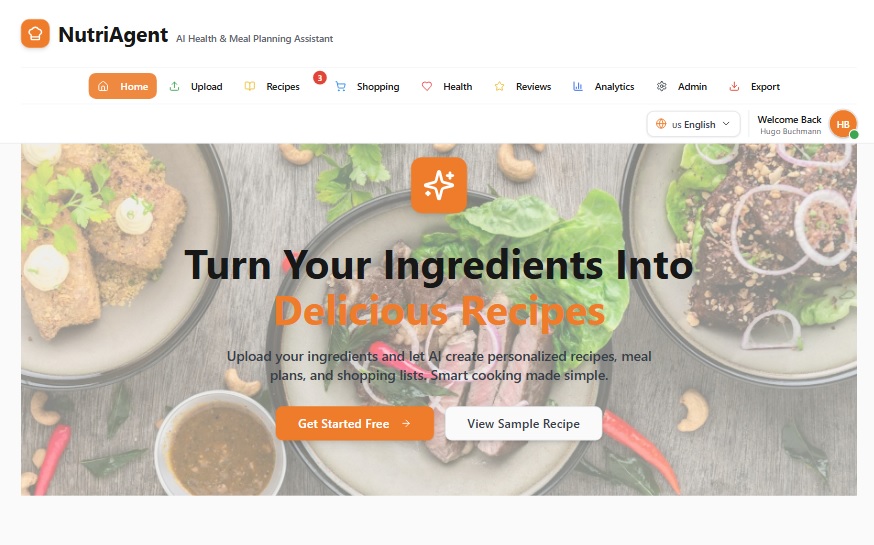 NutriAgent AI Health & Meal Planning Assistant
Home Upload Recipes 3 Shopping Health Reviews Analytics Admin Export
us English Welcome Back HB
Hugo Buchmann
Turn Your Ingredients Into
Delicious Recipes
Upload your ingredients and let AI create personalized recipes, meal
plans, and shopping lists. Smart cooking made simple.
Get Started Free → View Sample Recipe